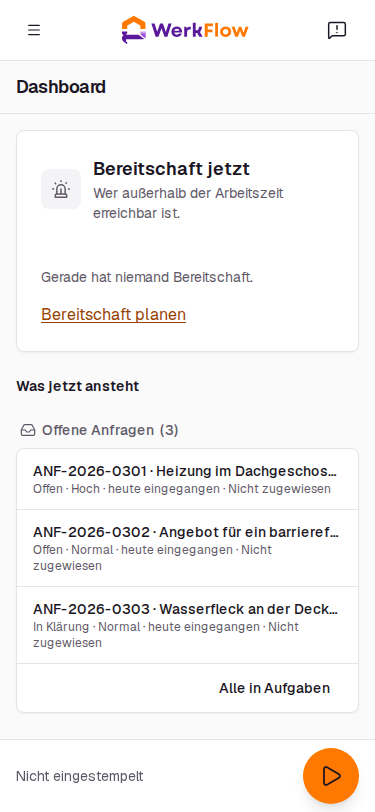 WerkFlow
Dashboard
Bereitschaft jetzt
Wer außerhalb der Arbeitszeit
erreichbar ist.
Gerade hat niemand Bereitschaft.
Bereitschaft planen
Was jetzt ansteht
Offene Anfragen (3)
ANF-2026-0301 · Heizung im Dachgeschos…
Offen · Hoch · heute eingegangen · Nicht zugewiesen
ANF-2026-0302 · Angebot für ein barrieref…
Offen · Normal · heute eingegangen · Nicht
zugewiesen
ANF-2026-0303 · Wasserfleck an der Deck…
In Klärung · Normal · heute eingegangen · Nicht
zugewiesen
Alle in Aufgaben
Nicht eingestempelt